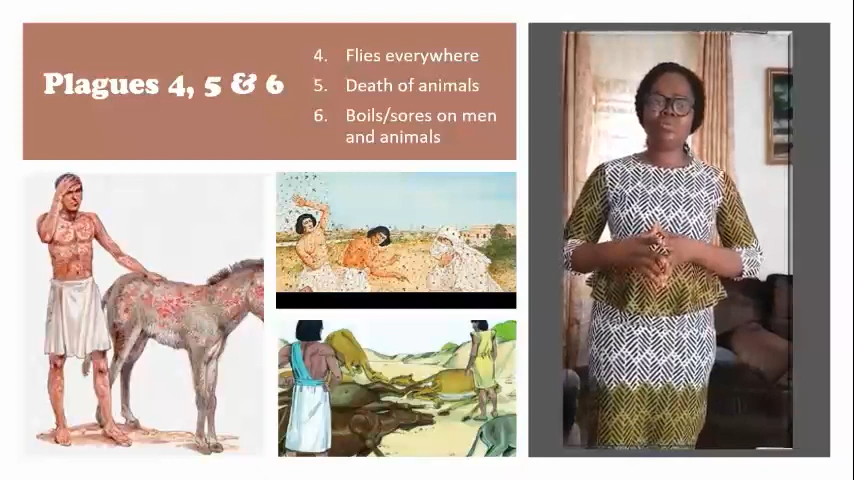 Plagues 4, 5 & 6
4. Flies everywhere
5. Death of animals
6. Boils/sores on men
and animals